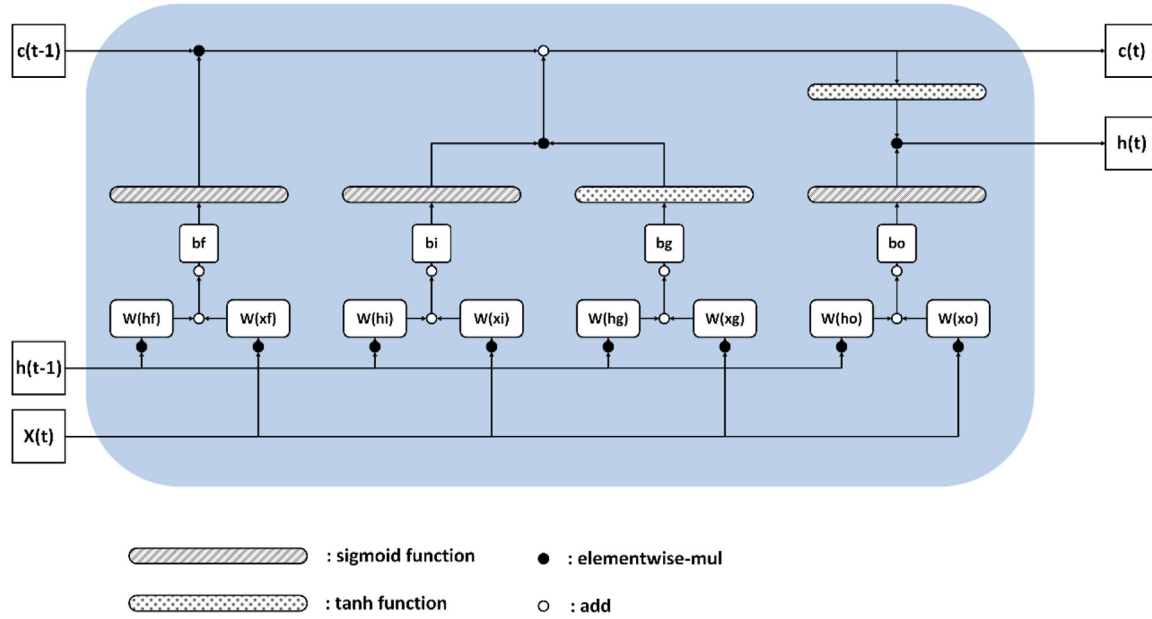 c(t-1)
c(t)
h(t)
bf
bi
bg
bo
W(hf)
W(xf)
W(hi)
W(xi)
W(hg)
W(xg)
W(ho)
W(xo)
h(t-1)
X(t)
: sigmoid function
: elementwise-mul
: tanh function
: add